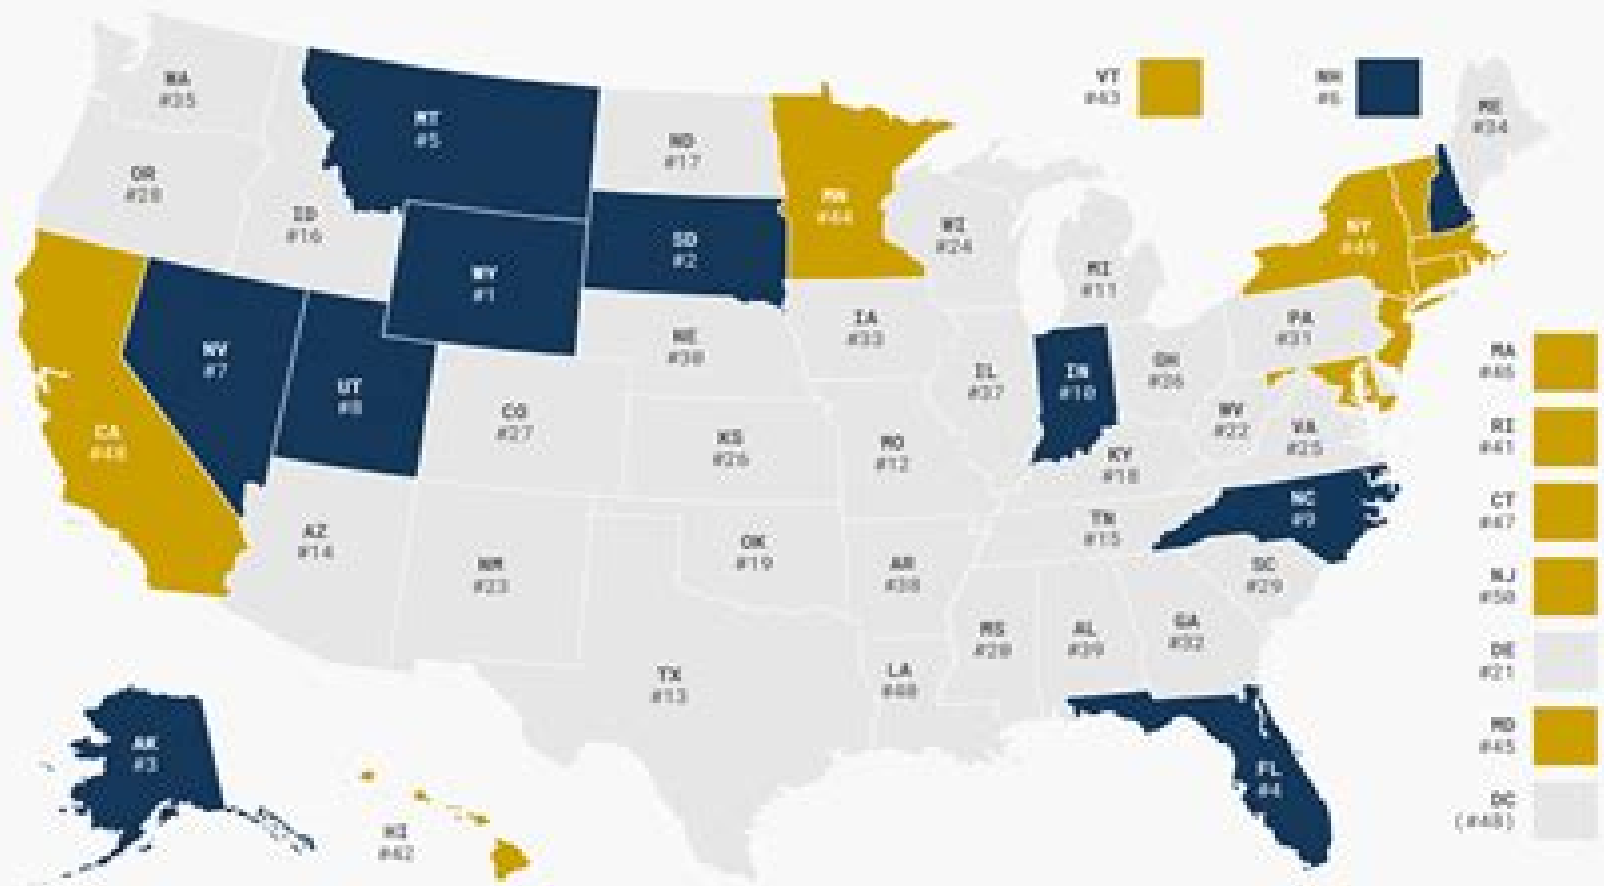 WA
#35
OR
#28
ID
#16
MT
#5
WY
#1
ND
#17
SD
#2
MN
#44
WI
#24
MI
#11
VT
#43
NH
#6
ME
#34
NY
#49
CA
#48
NV
#7
UT
#8
CO
#27
NE
#30
IA
#33
IL
#37
IN
#10
OH
#36
PA
#31
WV
#22
VA
#25
KY
#18
KS
#26
MO
#12
AZ
#14
NM
#23
OK
#19
AR
#38
TN
#15
NC
#9
SC
#29
MS
#20
AL
#39
GA
#32
LA
#40
TX
#13
FL
#4
AK
#3
HI
#42
MA
#46
RI
#41
CT
#47
NJ
#50
DE
#21
MD
#45
DC
(#48)